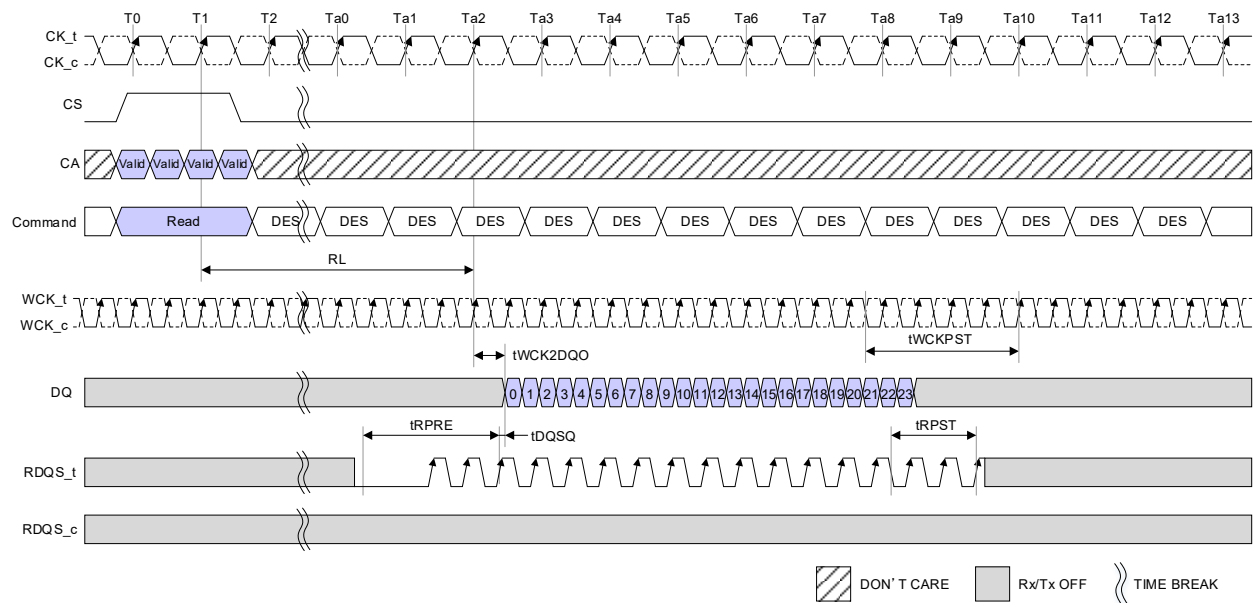 T0 T1 T2 Ta0 Ta1 Ta2 Ta3 Ta4 Ta5 Ta6 Ta7 Ta8 Ta9 Ta10 Ta11 Ta12 Ta13
CK_t
CK_c
CS
CA Valid Valid Valid Valid
Command Read DES DES DES DES DES DES DES DES DES DES DES DES DES DES
RL
WCK_t
WCK_c
tWCKPST
tWCK2DQO
DQ 0 1 2 3 4 5 6 7 8 9 10 11 12 13 14 15 16 17 18 19 20 21 22 23
tRPRE tDQSQ tRPST
RDQS_t
RDQS_c
DON'T CARE Rx/Tx OFF TIME BREAK